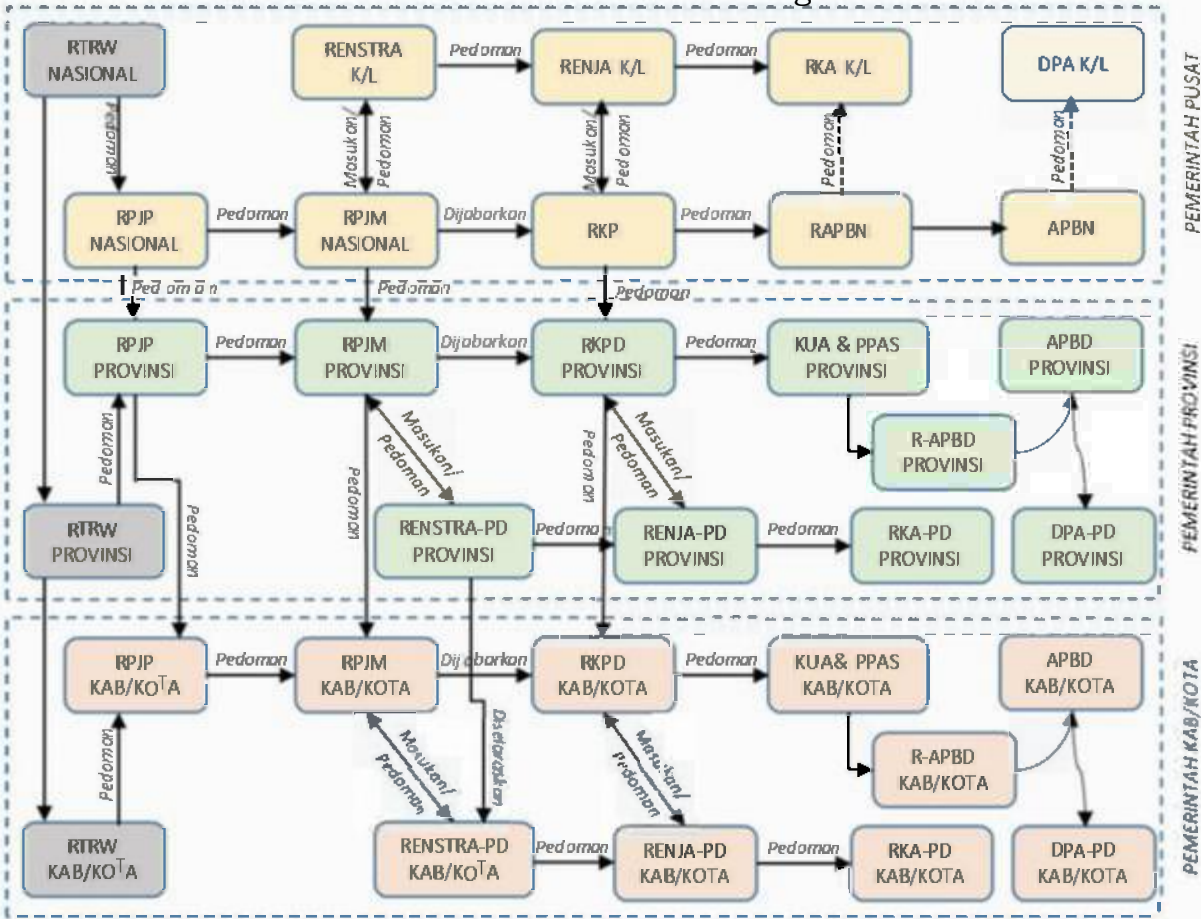 RTRW
NASIONAL
RENSTRA
K/L
Pedoman
RENJA K/L
Pedoman
RKA K/L
DPA K/L
Pedoman
Masukan/
Pedoman
Masukan/
Pedoman
Pedoman
Pedoman
RPJP
NASIONAL
Pedoman
RPJM
NASIONAL
Dijabarkan
RKP
Pedoman
RAPBN
APBN
PEMERINTAH PUSAT
Pedoman
Pedoman
Pedoman
RPJP
PROVINSI
Pedoman
RPJM
PROVINSI
Dijabarkan
RKPD
PROVINSI
Pedoman
KUA & PPAS
PROVINSI
APBD
PROVINSI
Pedoman
Masukan/
Pedoman
Pedoman
Masukan/
Pedoman
R-APBD
PROVINSI
Pedoman
Pedoman
RTRW
PROVINSI
RENSTRA-PD
PROVINSI
Pedoman
RENJA-PD
PROVINSI
Pedoman
RKA-PD
PROVINSI
DPA-PD
PROVINSI
PEMERINTAH PROVINSI
RPJP
KAB/KOTA
Pedoman
RPJM
KAB/KOTA
Dijabarkan
RKPD
KAB/KOTA
Pedoman
KUA& PPAS
KAB/KOTA
APBD
KAB/KOTA
Pedoman
Masukan/
Pedoman
Diselaraskan
Masukan/
Pedoman
R-APBD
KAB/KOTA
RTRW
KAB/KOTA
RENSTRA-PD
KAB/KOTA
Pedoman
RENJA-PD
KAB/KOTA
Pedoman
RKA-PD
KAB/KOTA
DPA-PD
KAB/KOTA
PEMERINTAH KAB/KOTA